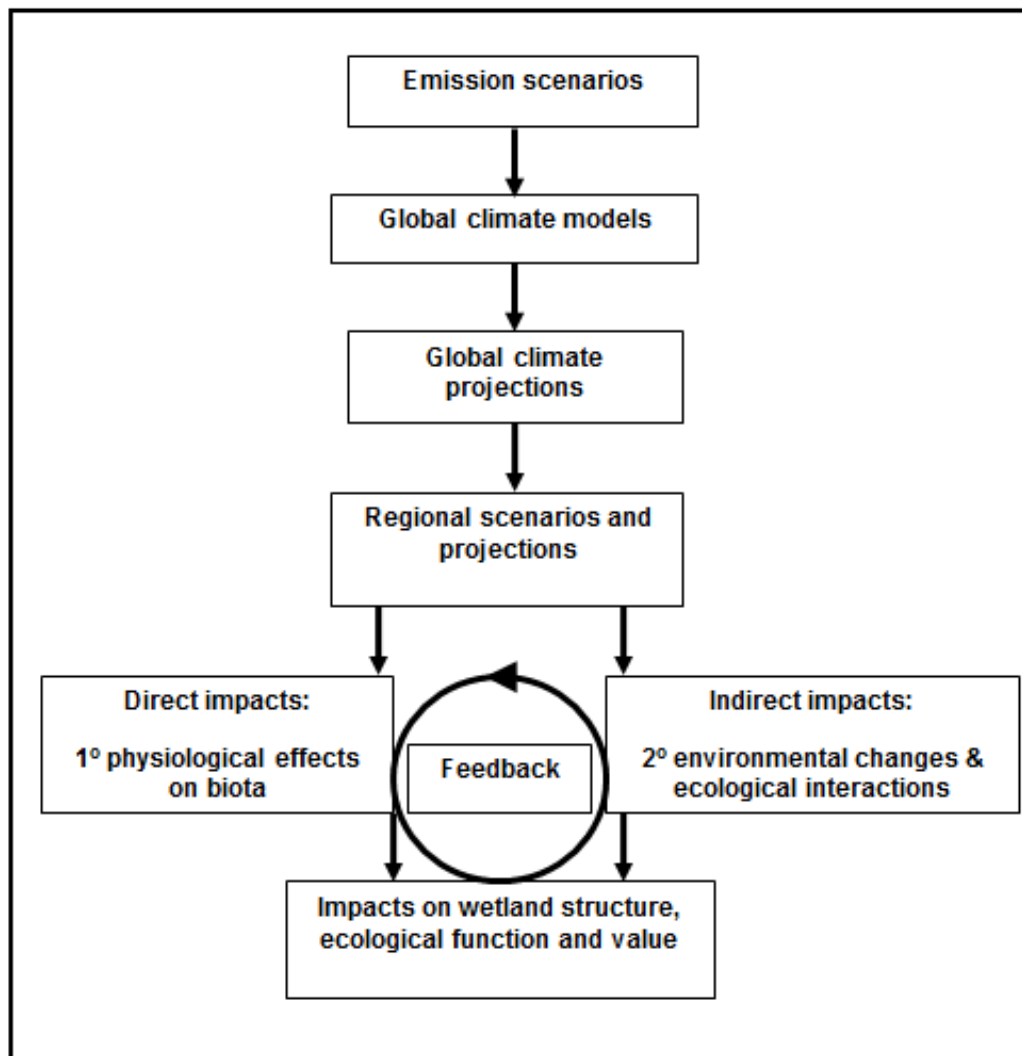 Emission scenarios
Global climate models
Global climate
projections
Regional scenarios and
projections
Direct impacts:
1º physiological effects
on biota
Feedback
Indirect impacts:
2º environmental changes &
ecological interactions
Impacts on wetland structure,
ecological function and value